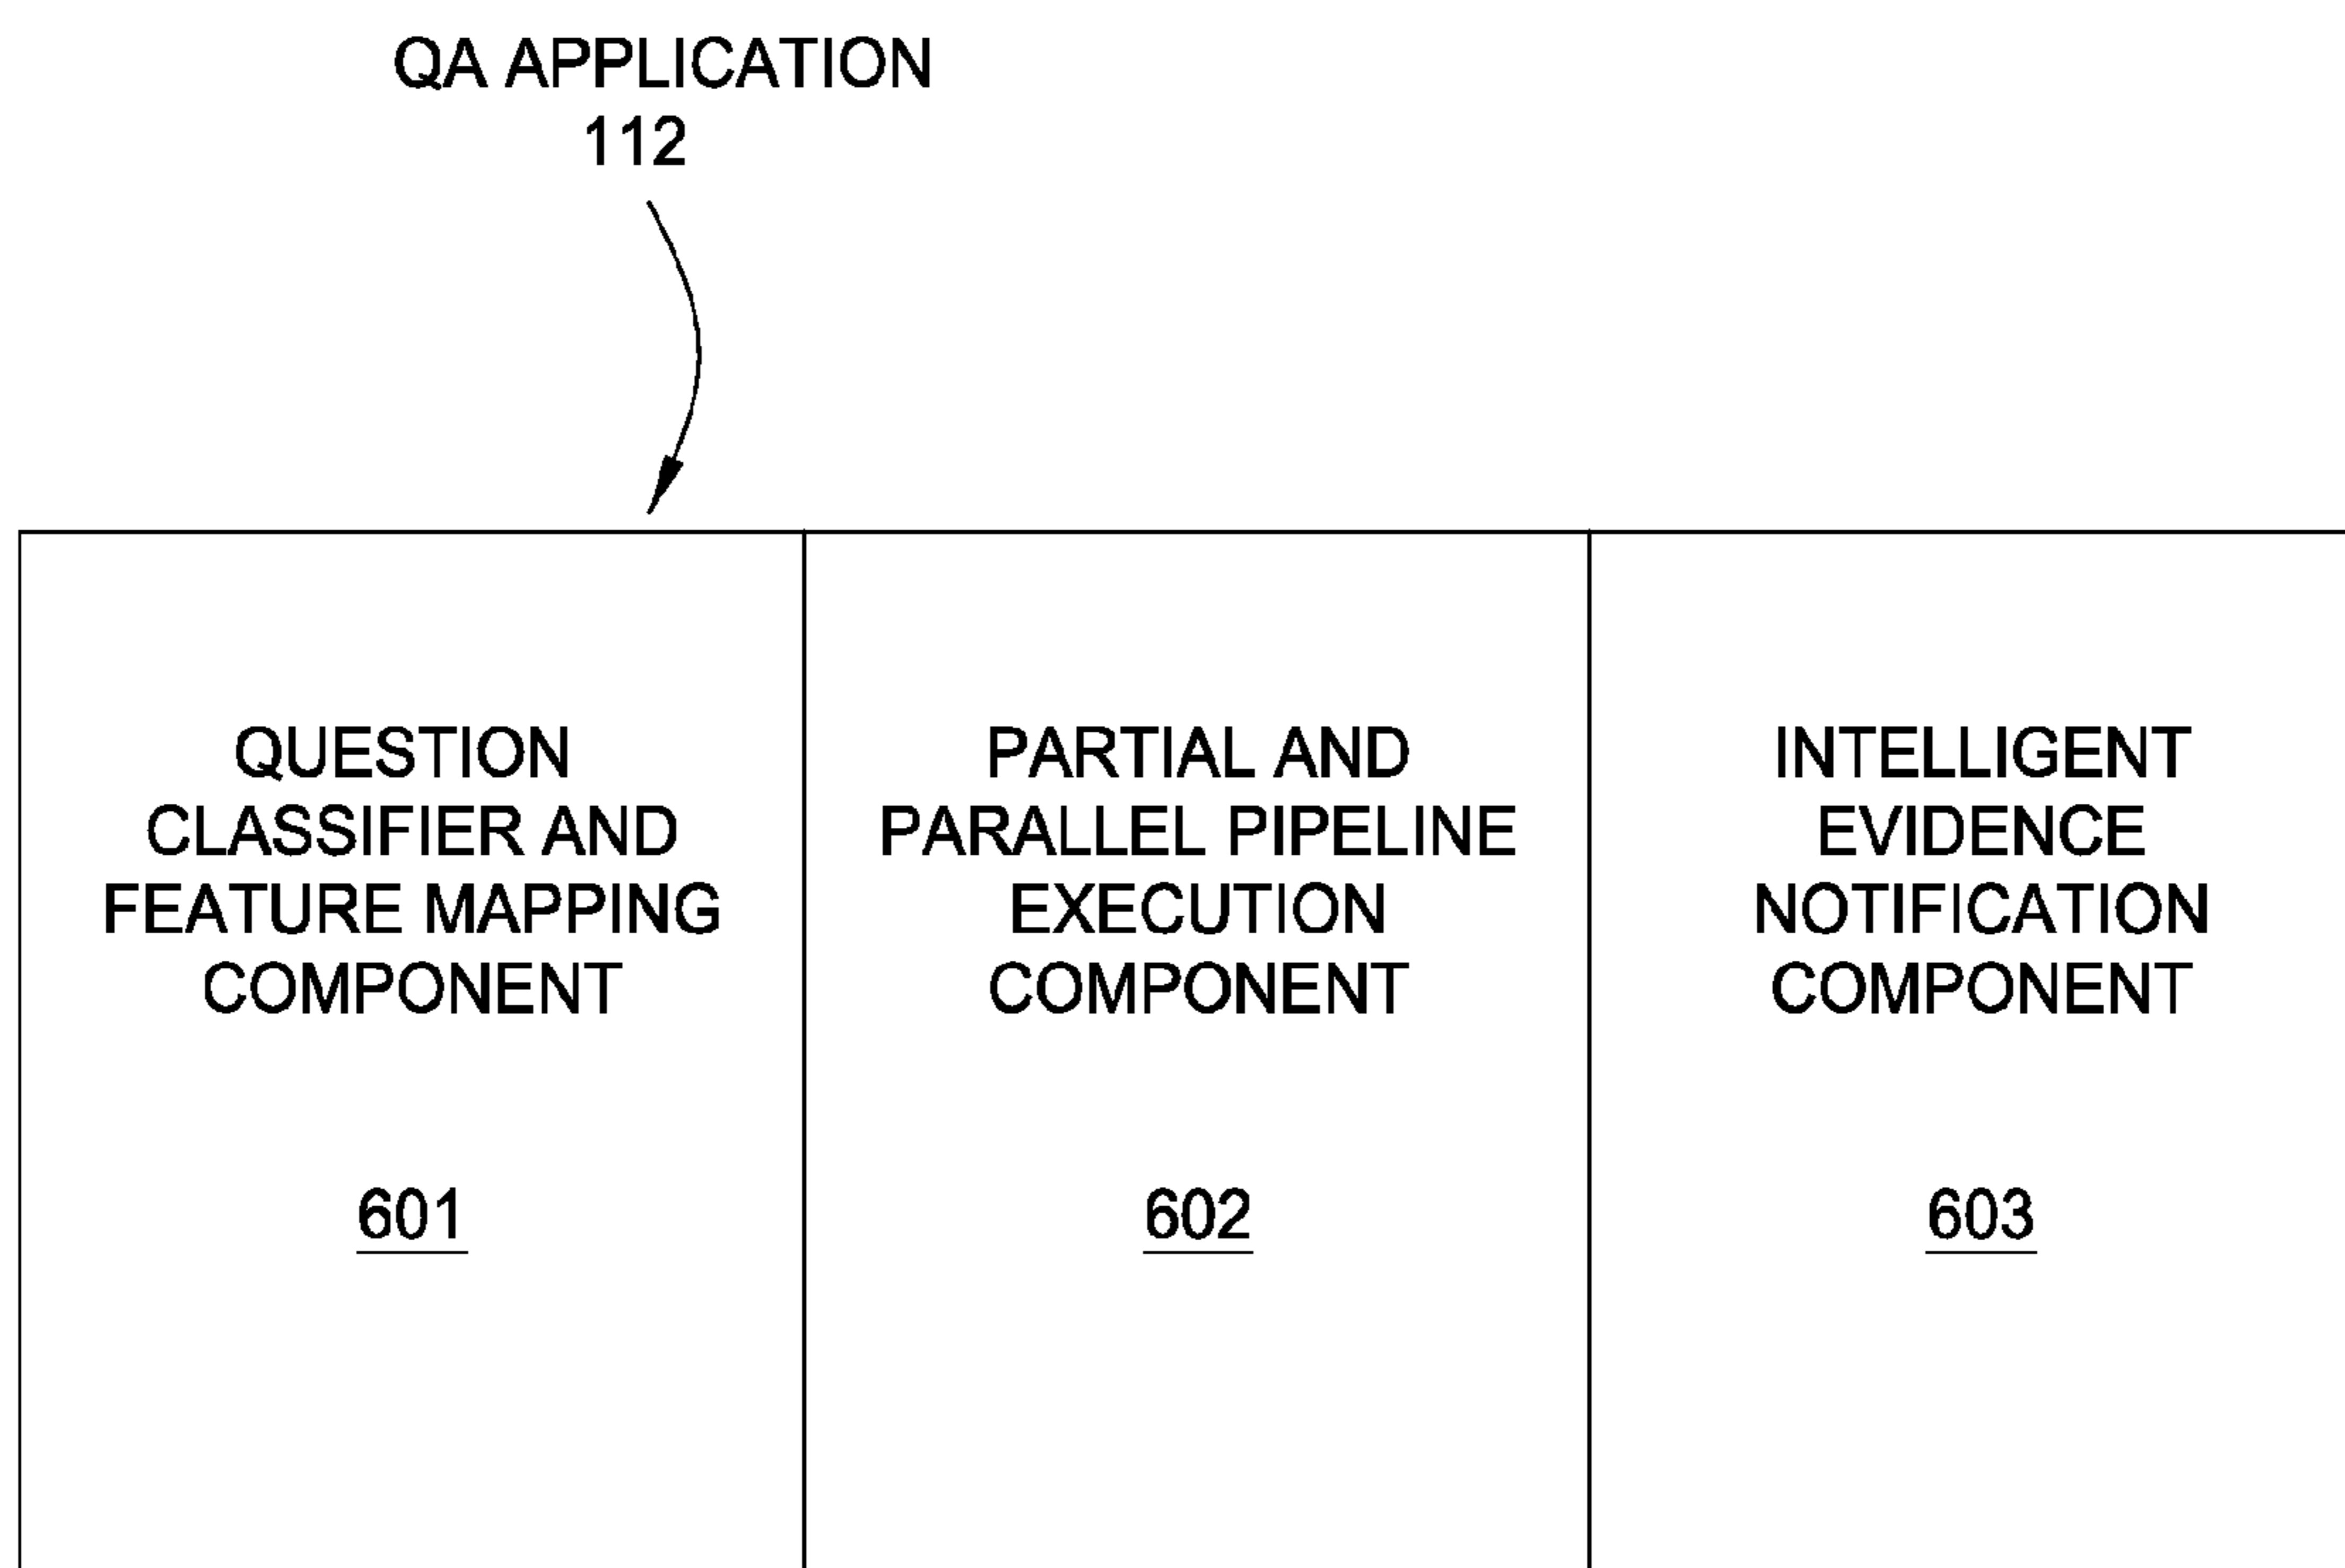 QA APPLICATION
112
QUESTION
CLASSIFIER AND
FEATURE MAPPING
COMPONENT
601
PARTIAL AND
PARALLEL PIPELINE
EXECUTION
COMPONENT
602
INTELLIGENT
EVIDENCE
NOTIFICATION
COMPONENT
603